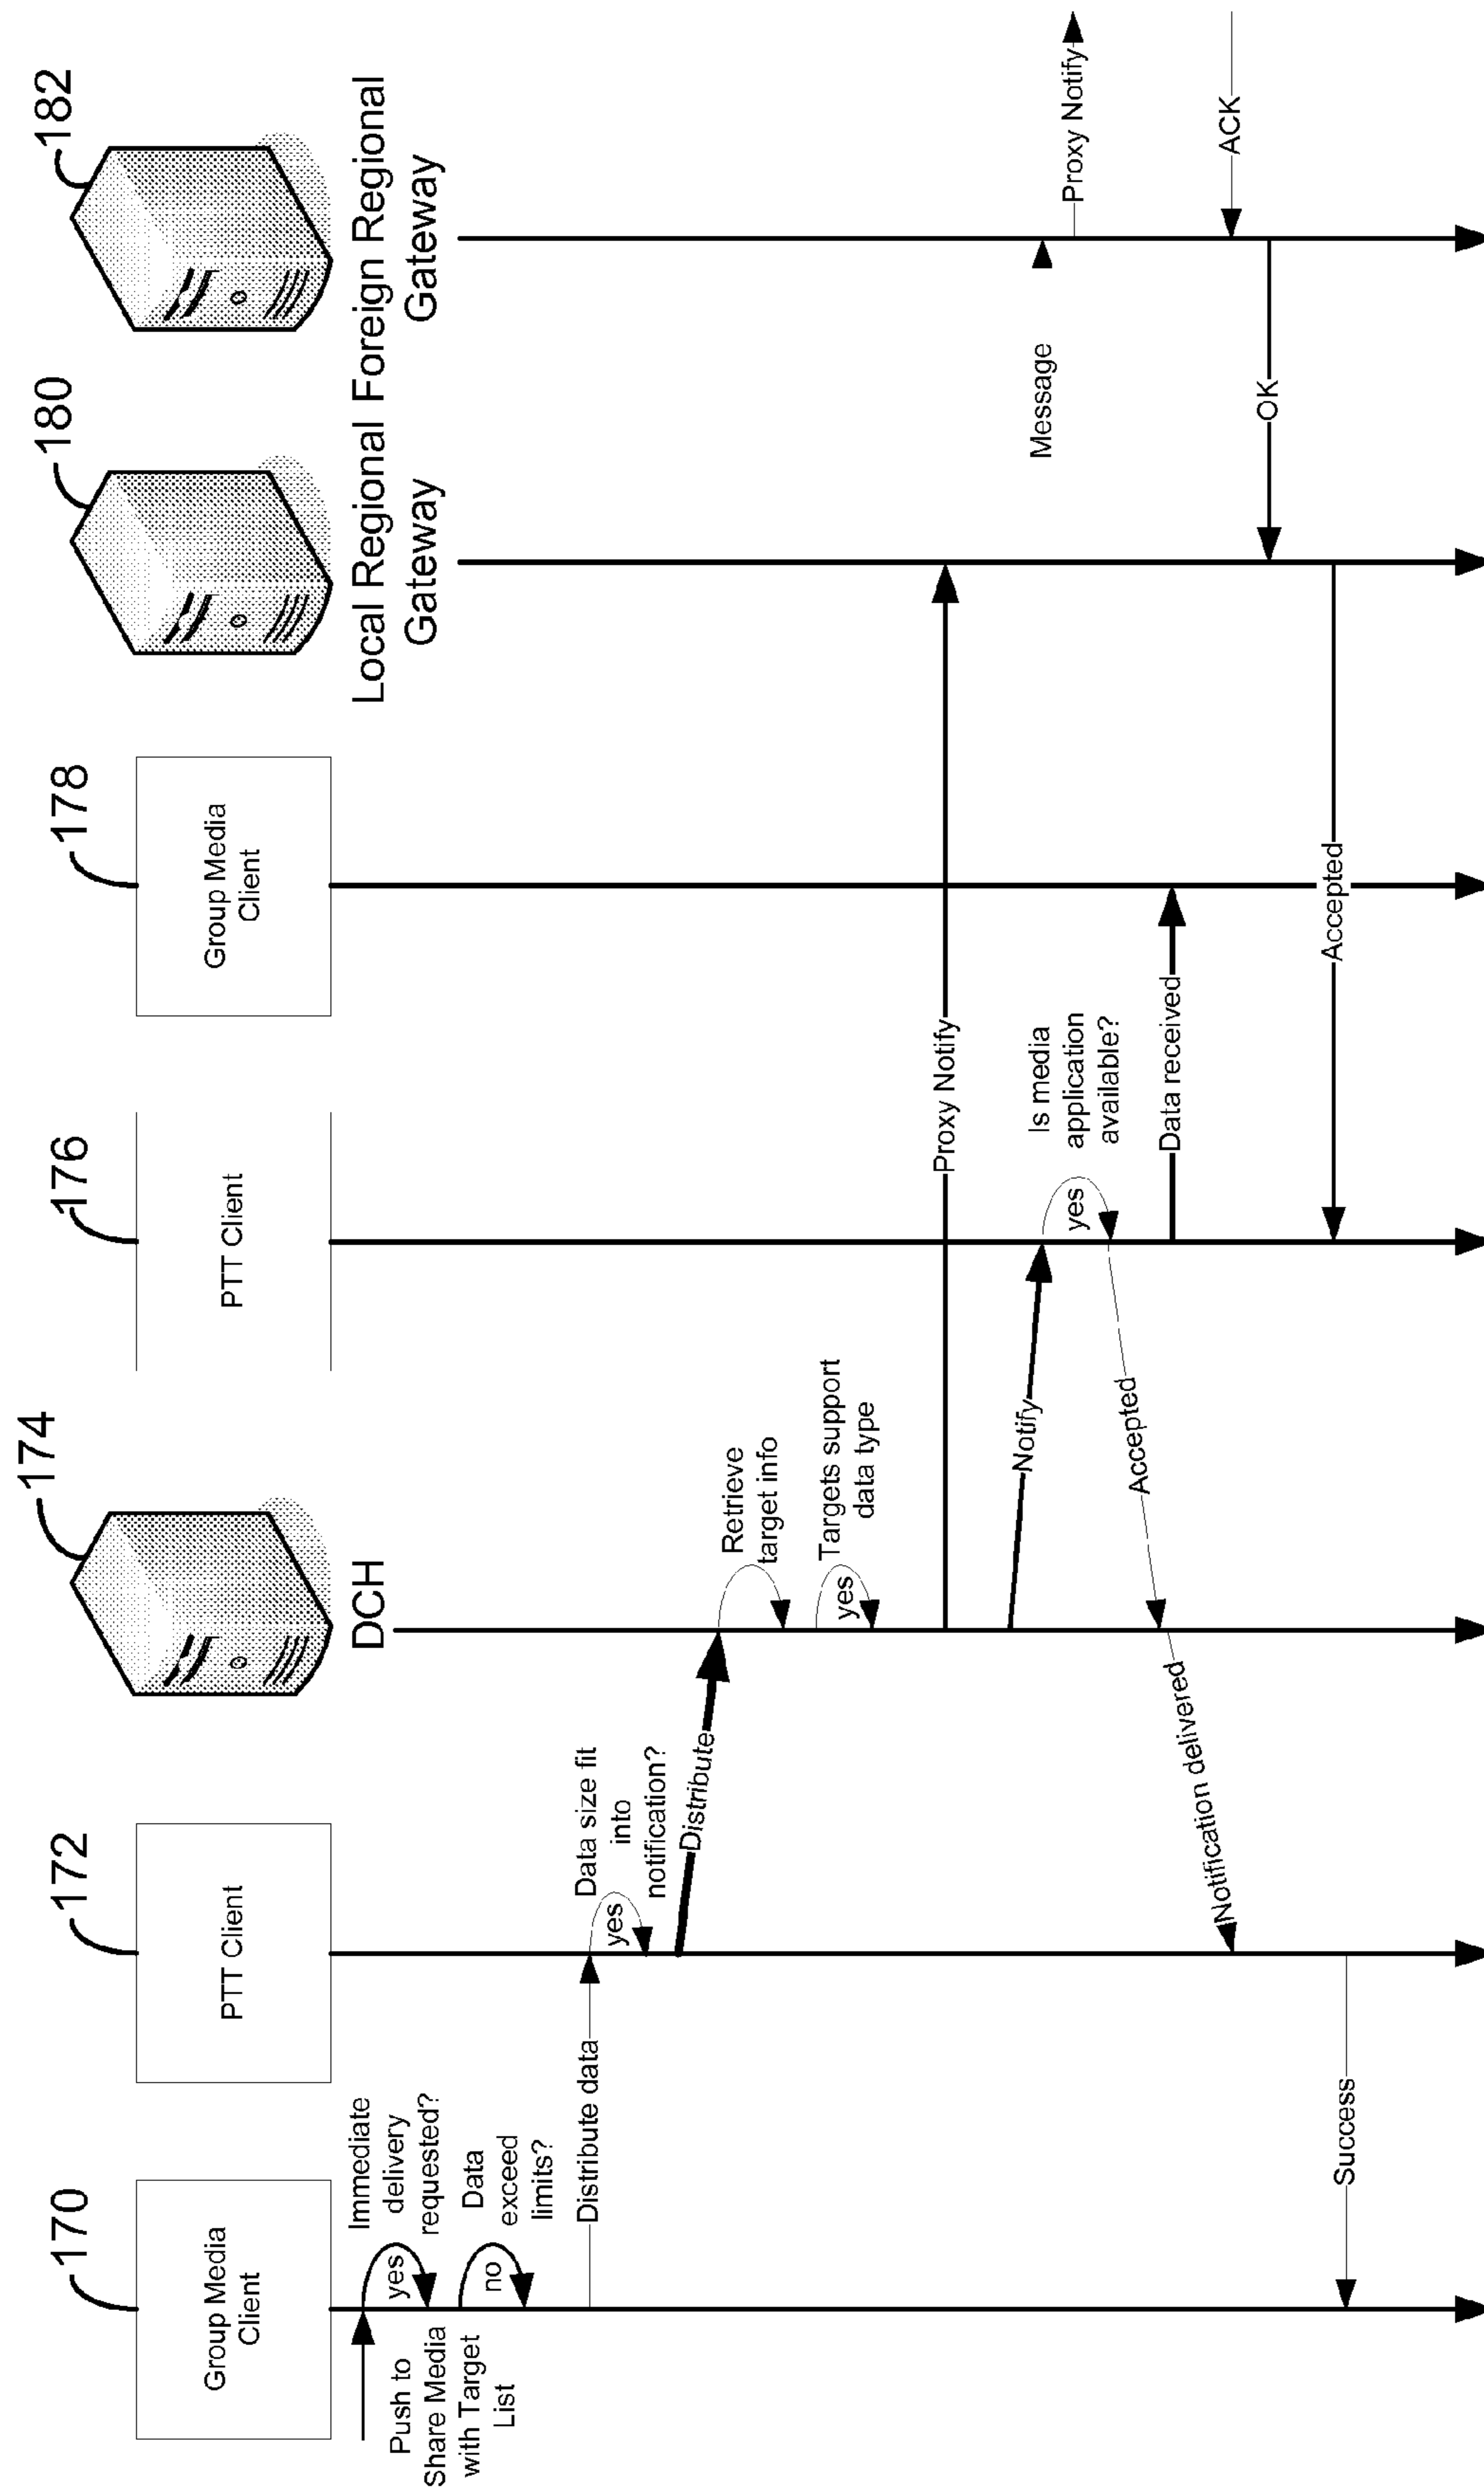 170
172
174
176
178
180
182
Group Media
Client
PTT Client
DCH
PTT Client
Group Media
Client
Local Regional
Gateway
Foreign Regional
Gateway
Push to
Share Media
with Target
List
Immediate
delivery
requested?
yes
Data
exceed
limits?
no
Distribute data
Data size fit
into
notification?
yes
Distribute
Retrieve
target info
Targets support
data type
yes
Proxy Notify
Notify
Is media
application
available?
yes
Message
Proxy Notify
Accepted
Data received
Notification delivered
ACK
OK
Accepted
Success